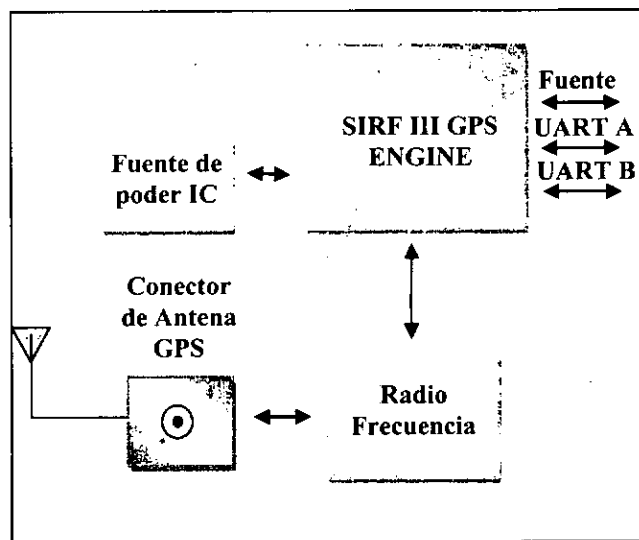 Fuente
SIRF III GPS
ENGINE
UART A
UART B
Fuente de
poder IC
Conector
de Antena
GPS
Radio
Frecuencia